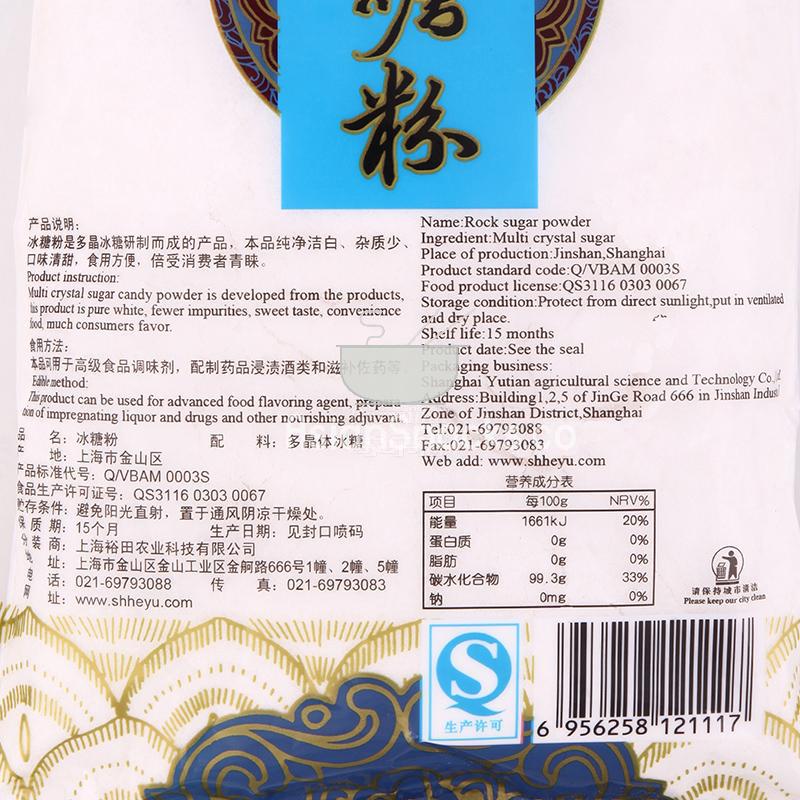 糖粉
产品说明：
冰糖粉是多晶冰糖研制而成的产品，本品纯净洁白、杂质少、
口味清甜，食用方便，倍受消费者青睐。
Product instruction:
Multi crystal sugar candy powder is developed from the products,
his product is pure white, fewer impurities, sweet taste, convenience
food, much consumers favor.
食用方法：
本品可用于高级食品调味剂，配制药品浸渍酒类和滋补佐药等
Edible method:
This product can be used for advanced food flavoring agent, prepara-
tion of impregnating liquor and drugs and other nourishing adjuvant.
品 名：冰糖粉 配 料：多晶体冰糖
产 地：上海市金山区
产品标准代号：Q/VBAM 0003S
食品生产许可证号：QS3116 0303 0067
贮存条件：避免阳光直射，置于通风阴凉干燥处。
保 质 期：15个月 生产日期：见封口喷码
分 装 商：上海裕田农业科技有限公司
地 址：上海市金山区金山工业区金舸路666号1幢、2幢、5幢
电 话：021-69793088 传 真：021-69793083
网 址：www.shheyu.com
Name:Rock sugar powder
Ingredient:Multi crystal sugar
Place of production:Jinshan,Shanghai
Product standard code:Q/VBAM 0003S
Food product license:QS3116 0303 0067
Storage condition:Protect from direct sunlight,put in ventilated
and dry place.
Shelf life:15 months
Product date:See the seal
Packaging business:
Shanghai Yutian agricultural science and Technology Co.,
Address:Building1,2,5 of JinGe Road 666 in Jinshan Indust
Zone of Jinshan District,Shanghai
Tel:021-69793088
Fax:021-69793083
Web add: www.shheyu.com
营养成分表
项目 每100g NRV%
能量 1661kJ 20%
蛋白质 0g 0%
脂肪 0g 0%
碳水化合物 99.3g 33%
钠 0mg 0%
请保持城市清洁
Please keep our city clean
生产许可
6 956258 121117